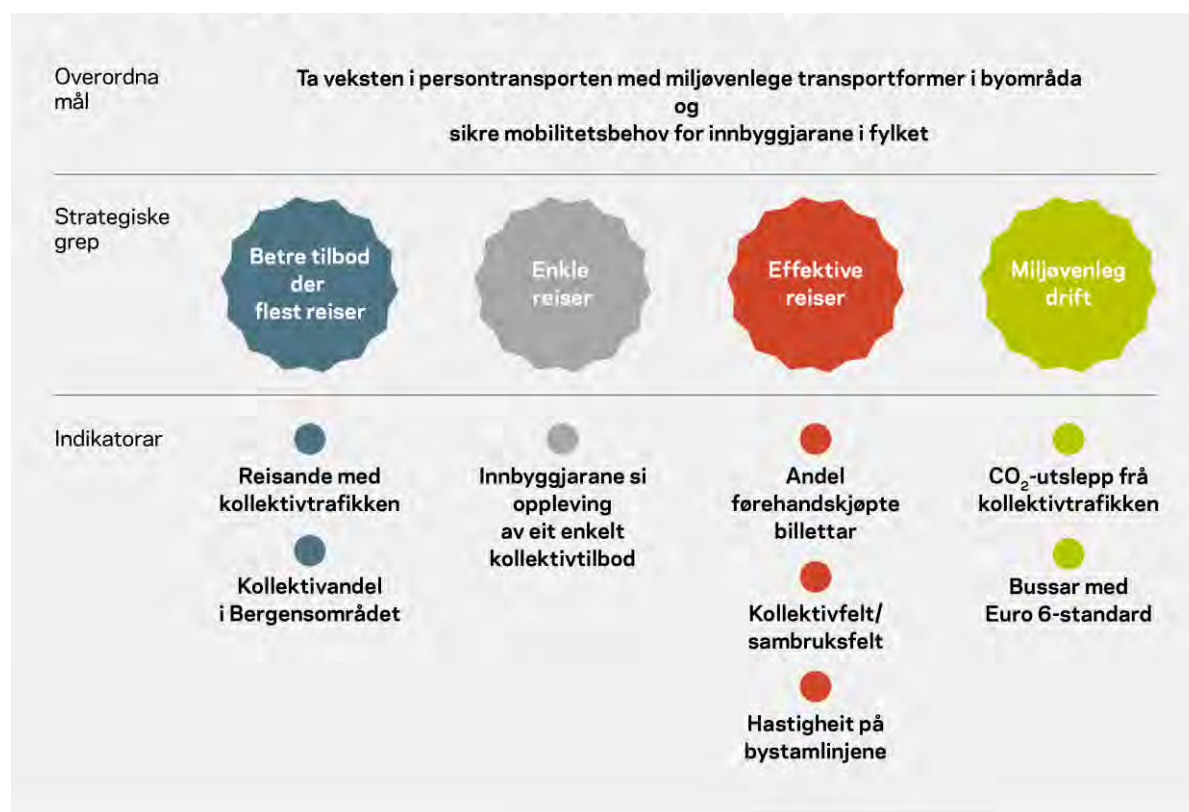 Overordna
mål
Ta veksten i persontransporten med miljøvenlege transportformer i byområda
og
sikre mobilitetsbehov for innbyggjarane i fylket
Strategiske
grep
Betre tilbod
der
flest reiser
Enkle
reiser
Effektive
reiser
Miljøvenleg
drift
Indikatorar
Reisande med
kollektivtrafikken
Kollektivandel
i Bergensområdet
Innbyggjarane si
oppleving
av eit enkelt
kollektivtilbod
Andel
førehandskjøpte
billettar
Kollektivfelt/
sambruksfelt
Hastigheit på
bystamlinjene
CO₂-utslepp frå
kollektivtrafikken
Bussar med
Euro 6-standard